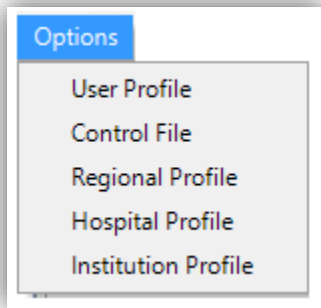 Options
User Profile
Control File
Regional Profile
Hospital Profile
Institution Profile